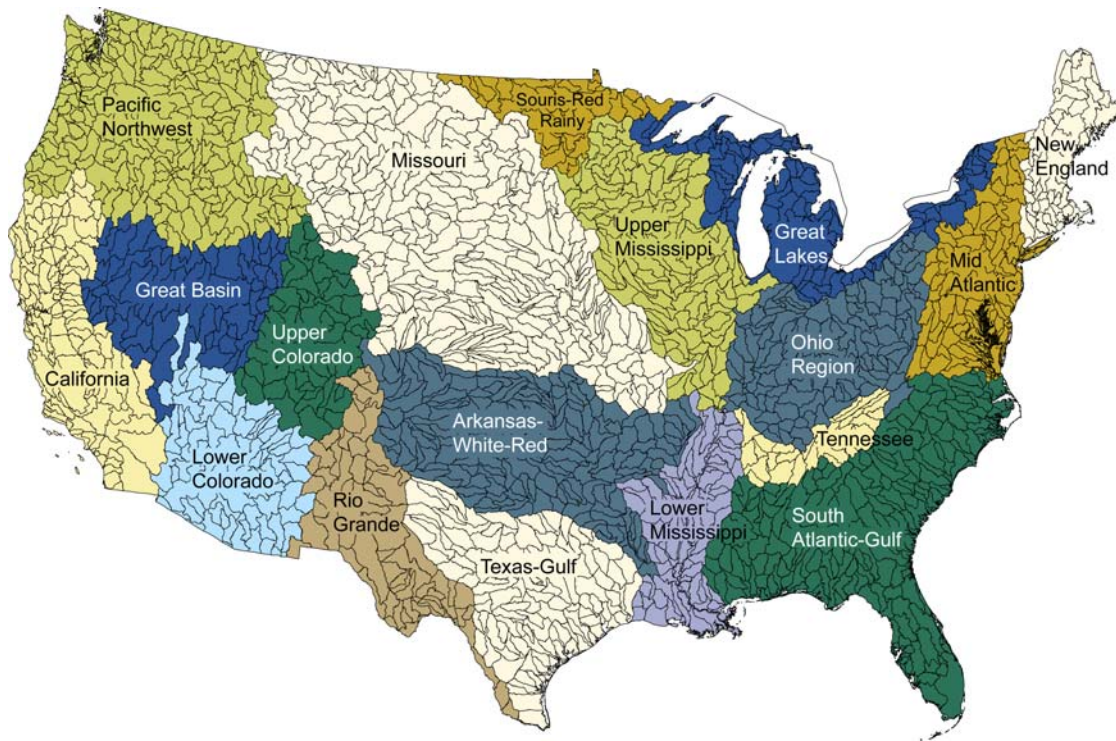 Pacific
Northwest
Souris-Red
Rainy
New
England
Missouri
Upper
Mississippi
Great
Lakes
Mid
Atlantic
Great Basin
Upper
Colorado
Ohio
Region
California
Arkansas-
White-Red
Tennessee
Lower
Colorado
Rio
Grande
Lower
Mississippi
South
Atlantic-Gulf
Texas-Gulf